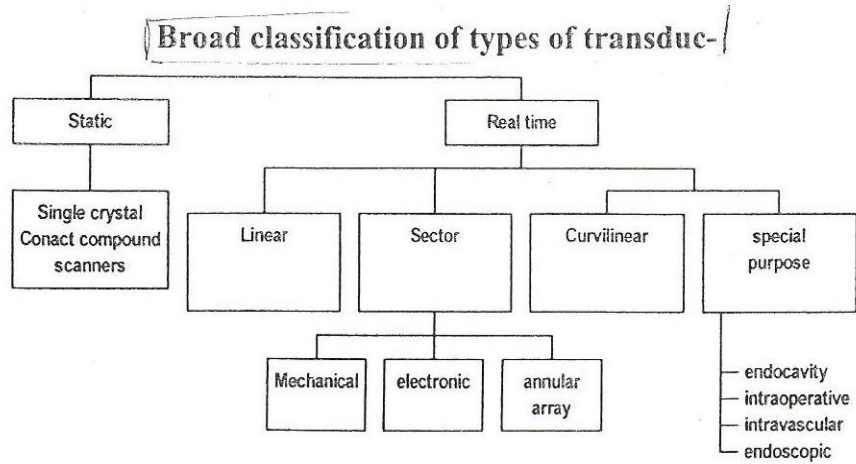 Broad classification of types of transduc-
Static
Real time
Single crystal
Conact compound
scanners
Linear
Sector
Curvilinear
special
purpose
Mechanical
electronic
annular
array
endocavity
intraoperative
intravascular
endoscopic